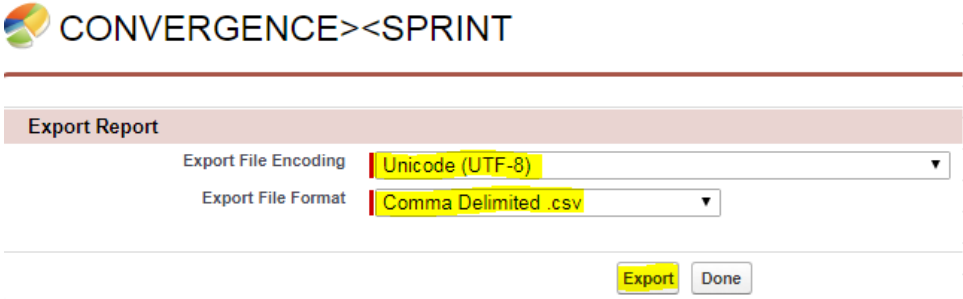 CONVERGENCE><SPRINT
Export Report
Export File Encoding Unicode (UTF-8)
Export File Format Comma Delimited .csv
Export Done